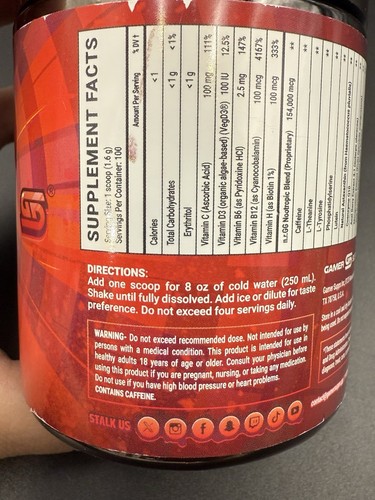 SUPPLEMENT FACTS
Serving Size: 1 scoop (1.6 g)
Servings Per Container: 100
Amount Per Serving % DV †
Calories <1
Total Carbohydrates <1 g <1%
Erythritol <1 g
Vitamin C (Ascorbic Acid) 100 mg 111%
Vitamin D3 (organic algae-based) (VegD3®) 100 IU 12.5%
Vitamin B6 (as Pyridoxine HCl) 2.5 mg 147%
Vitamin B12 (as Cyanocobalamin) 100 mcg 4167%
Vitamin H (as Biotin 1%) 100 mcg 333%
n.r.GG Nootropic Blend (Proprietary) 154,000 mcg
Caffeine **
L-Theanine **
L-Tyrosine **
Phosphatidylserine **
DIRECTIONS:
Add one scoop for 8 oz of cold water (250 mL).
Shake until fully dissolved. Add ice or dilute for taste
preference. Do not exceed four servings daily.
WARNING- Do not exceed recommended dose. Not intended for use by
persons with a medical condition. This product is intended for use in
healthy adults 18 years of age or older. Consult your physician before
using this product if you are pregnant, nursing, or taking any medication.
Do not use if you have high blood pressure or heart problems.
CONTAINS CAFFEINE.
STALK US
GAMER